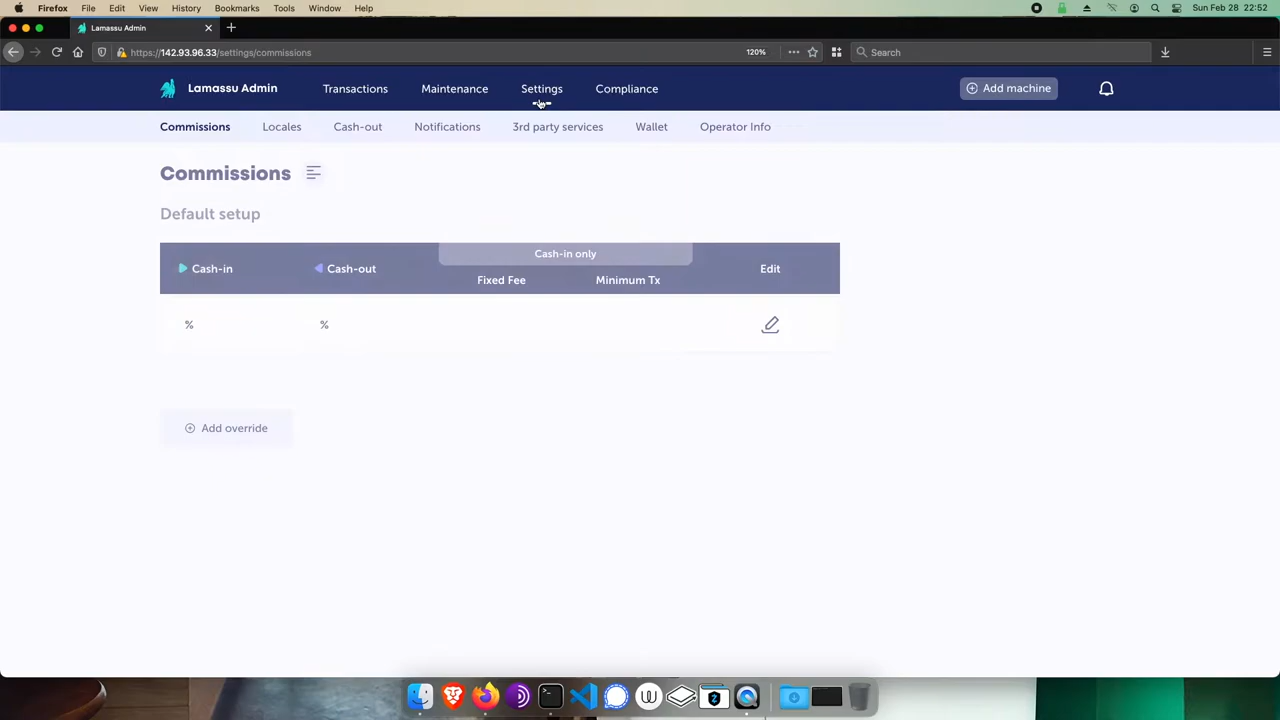 Firefox File Edit View History Bookmarks Tools Window Help
Sun Feb 28 22:52
Lamassu Admin
https://142.93.96.33/settings/commissions
120%
Search
Lamassu Admin
Transactions
Maintenance
Settings
Compliance
Add machine
Commissions
Locales
Cash-out
Notifications
3rd party services
Wallet
Operator Info
Commissions
Default setup
Cash-in only
Cash-in
Cash-out
Fixed Fee
Minimum Tx
Edit
%
%
Add override